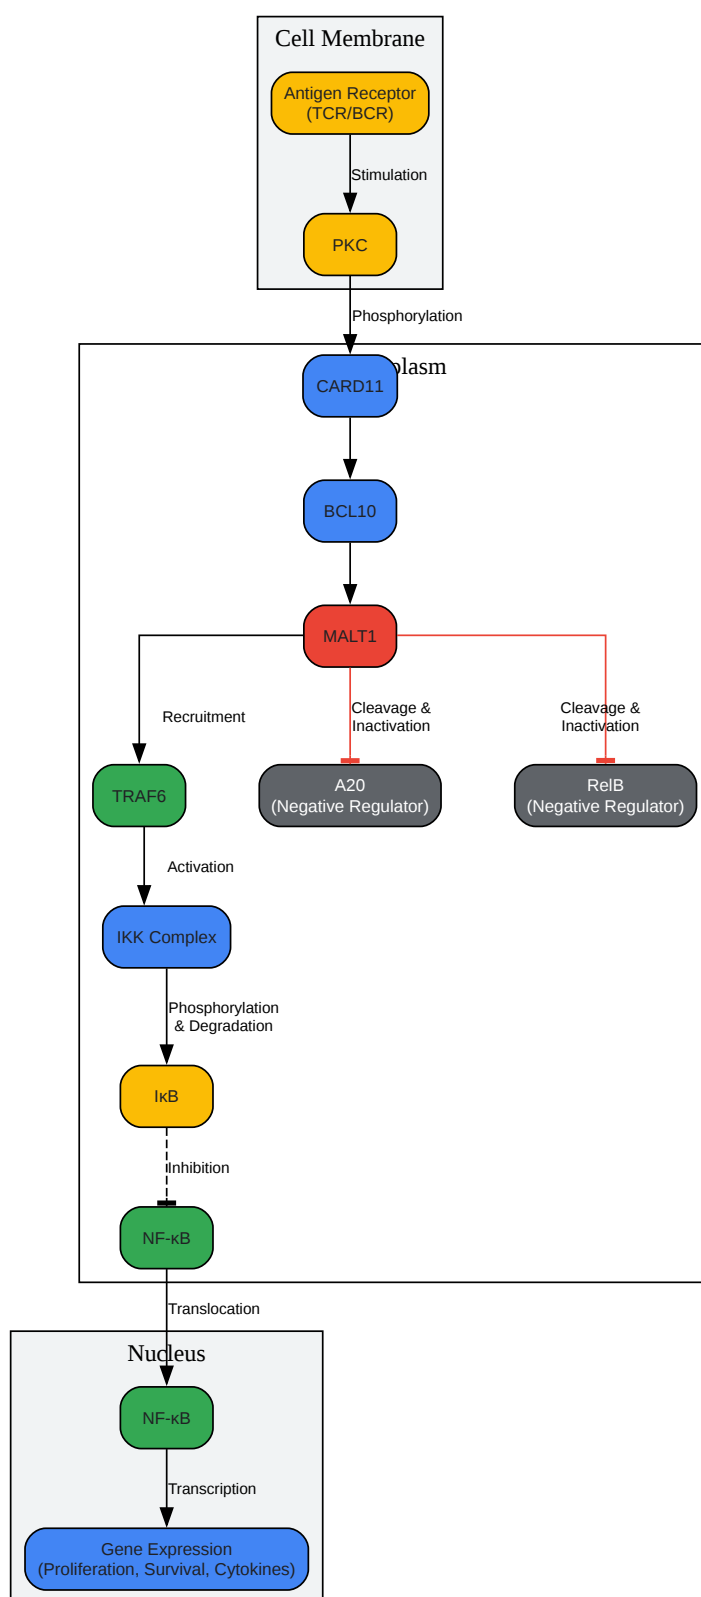 Cell Membrane
Antigen Receptor
(TCR/BCR)
Stimulation
PKC
Phosphorylation
plasm
CARD11
BCL10
MALT1
Recruitment
Cleavage &
Inactivation
Cleavage &
Inactivation
TRAF6
A20
(Negative Regulator)
RelB
(Negative Regulator)
Activation
IKK Complex
Phosphorylation
& Degradation
IκB
Inhibition
NF-κB
Translocation
Nucleus
NF-κB
Transcription
Gene Expression
(Proliferation, Survival, Cytokines)